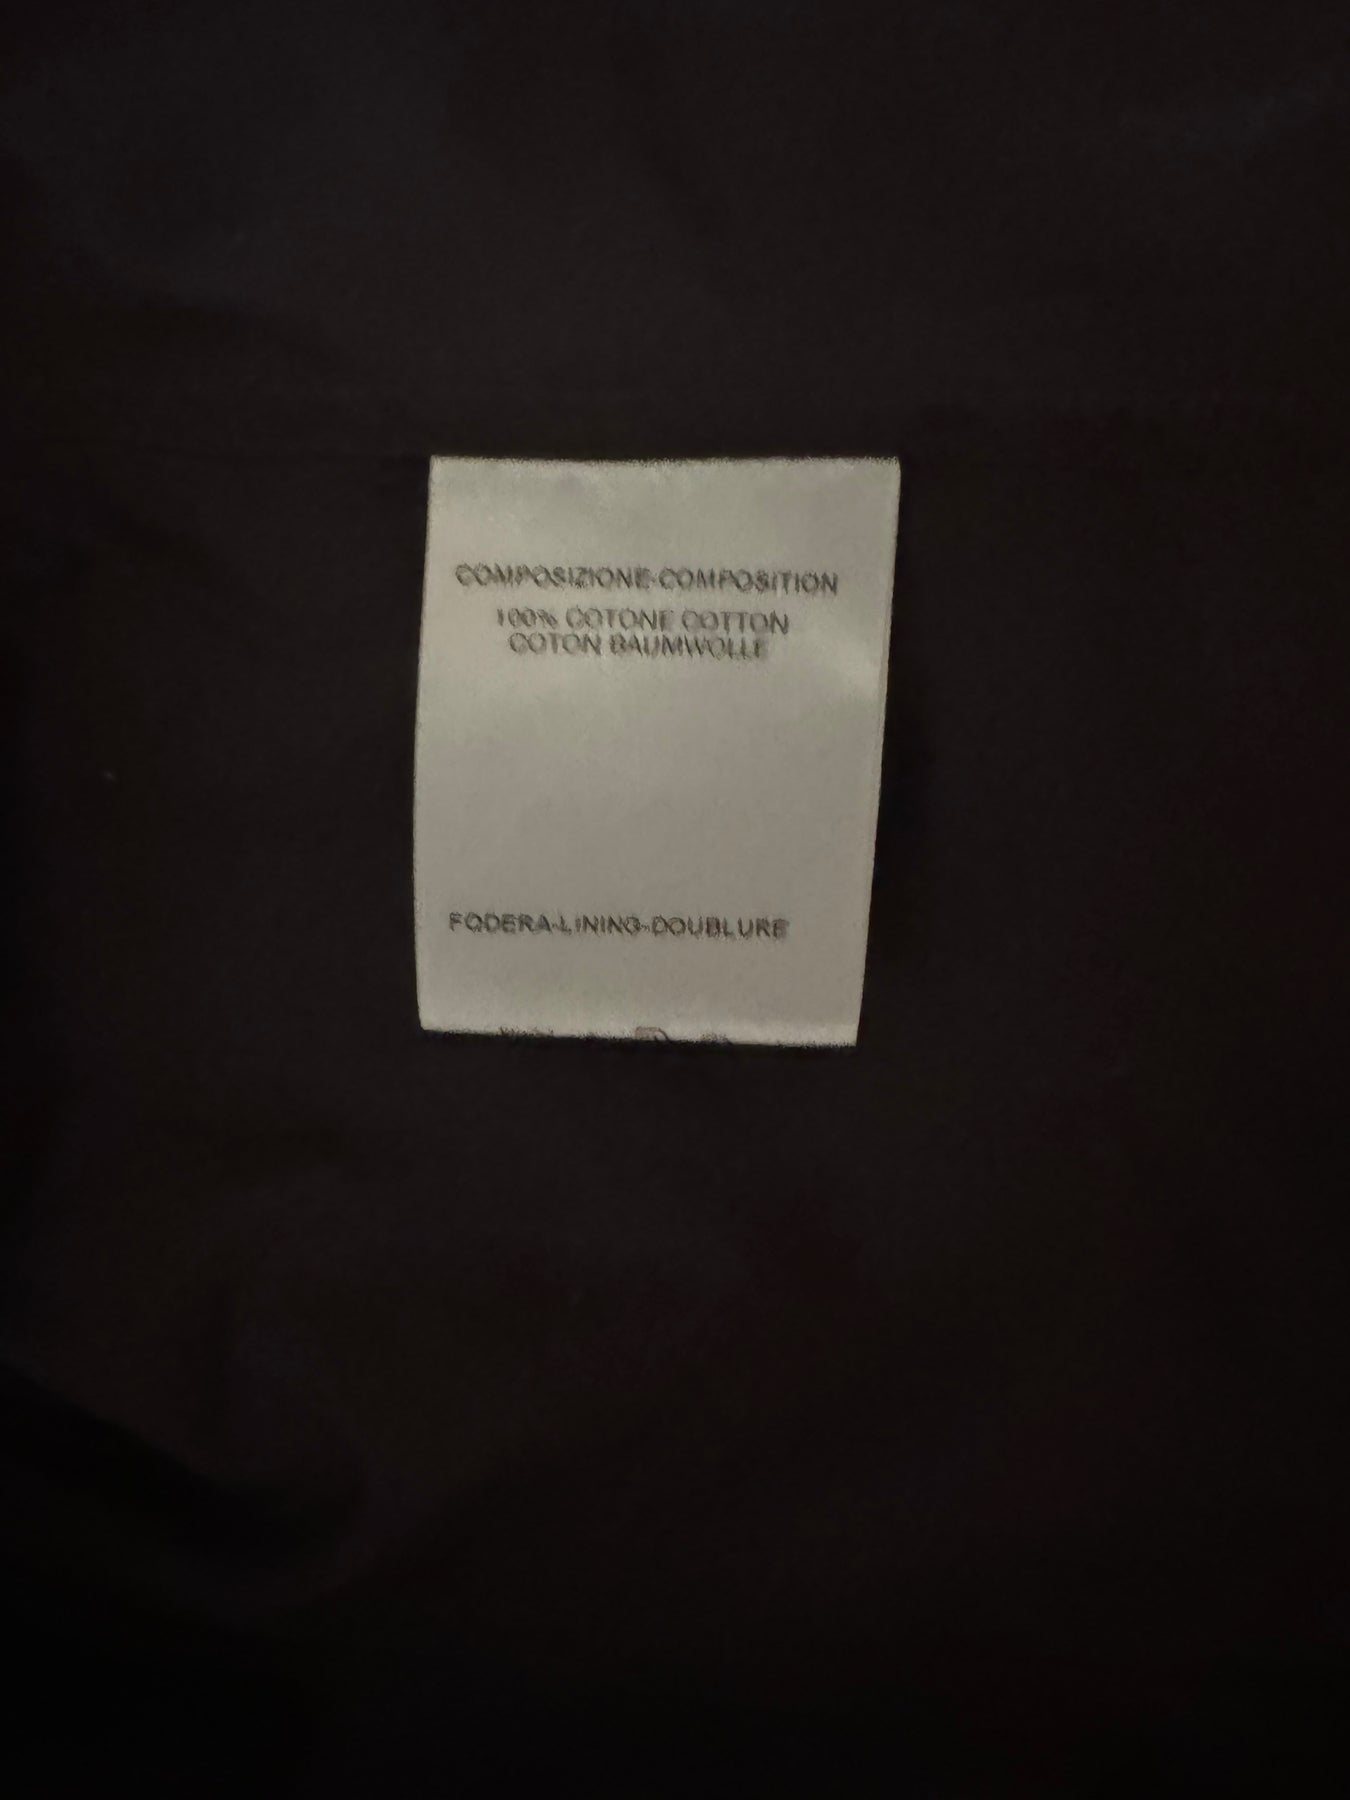 COMPOSIZIONE-COMPOSITION
100% COTONE COTTON
COTON BAUMWOLLE
FODERA-LINING-DOUBLURE